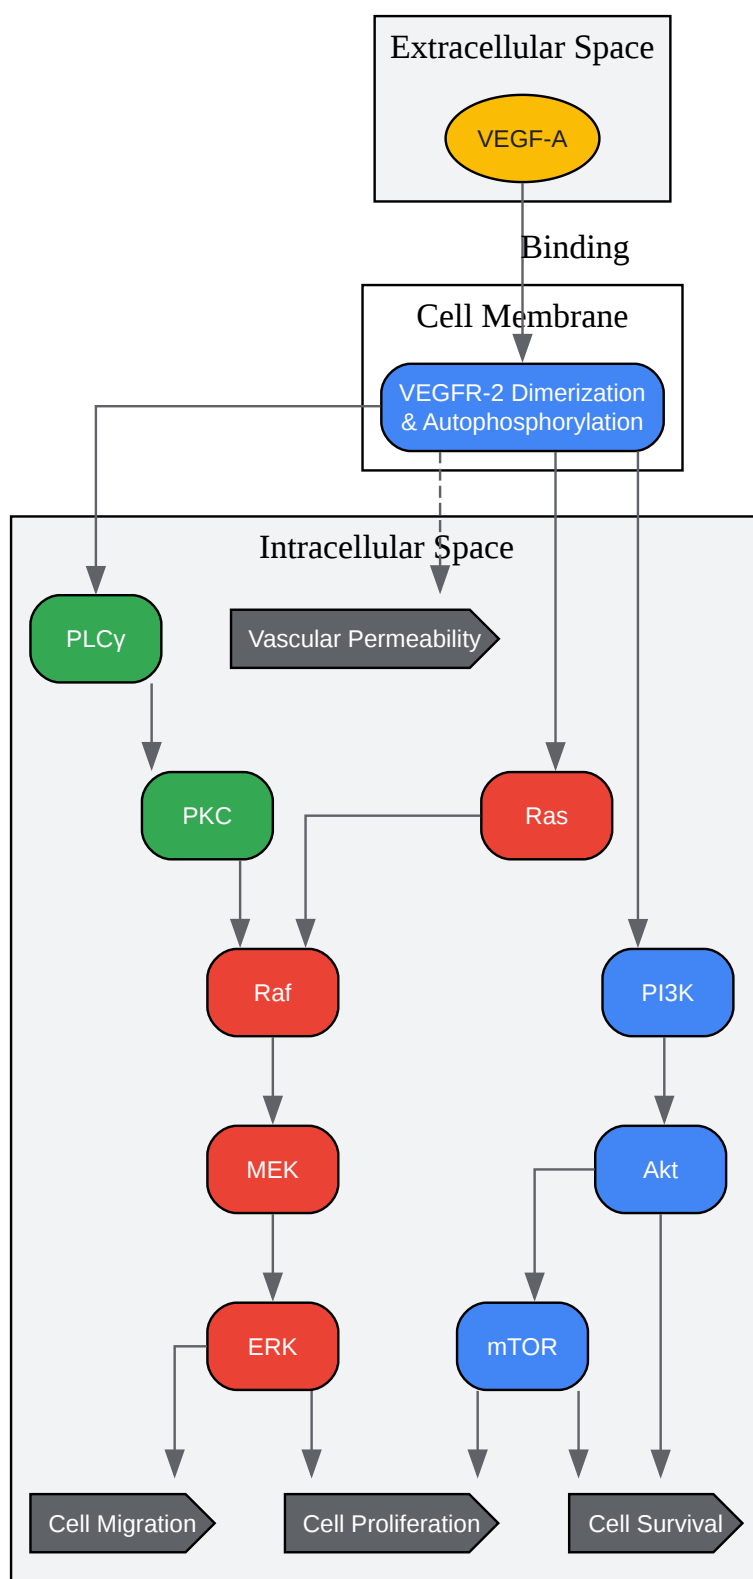 Extracellular Space
VEGF-A
Binding
Cell Membrane
VEGFR-2 Dimerization
& Autophosphorylation
Intracellular Space
PLCγ
Vascular Permeability
PKC
Ras
Raf
PI3K
MEK
Akt
ERK
mTOR
Cell Migration
Cell Proliferation
Cell Survival